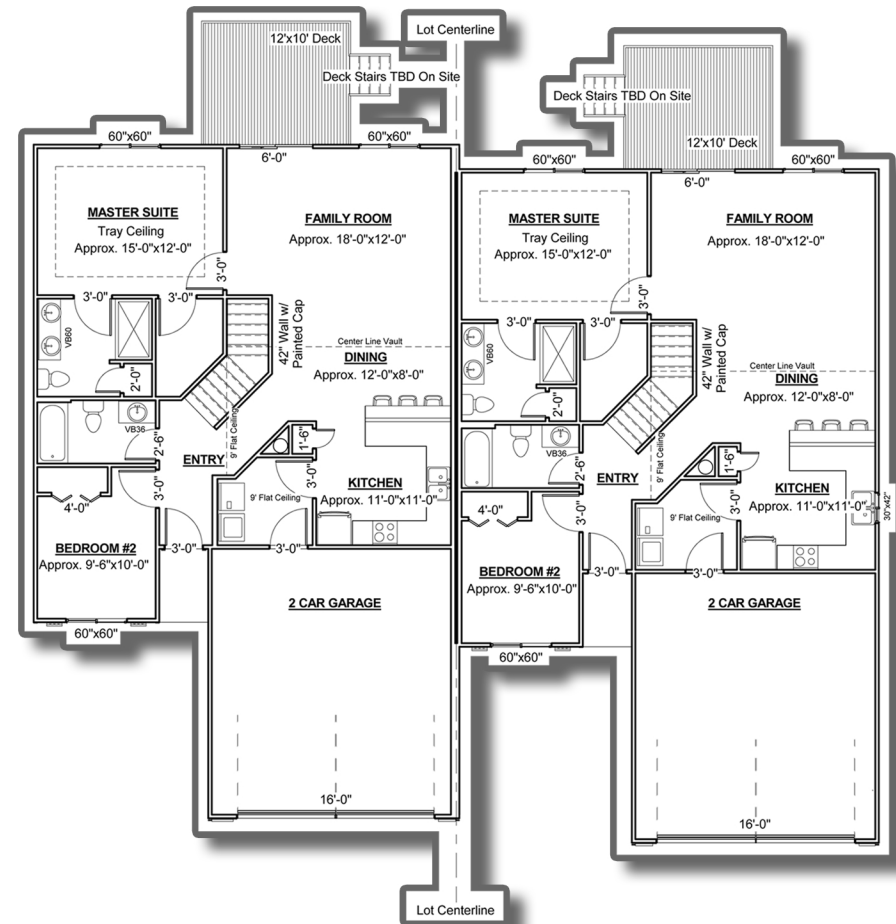 Lot Centerline
12'x10' Deck
Deck Stairs TBD On Site
60"x60"
6'-0"
60"x60"
MASTER SUITE
Tray Ceiling
Approx. 15'-0"x12'-0"
FAMILY ROOM
Approx. 18'-0"x12'-0"
3'-0"
3'-0"
3'-0"
VB60
2'-0"
42" Wall w/
Painted Cap
Center Line Vault
DINING
Approx. 12'-0"x8'-0"
VB36
2'-6"
9' Flat Ceiling
ENTRY
1'-6"
3'-0"
3'-0"
9' Flat Ceiling
KITCHEN
Approx. 11'-0"x11'-0"
4'-0"
BEDROOM #2
Approx. 9'-6"x10'-0"
3'-0"
3'-0"
60"x60"
2 CAR GARAGE
16'-0"
Deck Stairs TBD On Site
12'x10' Deck
60"x60"
6'-0"
60"x60"
MASTER SUITE
Tray Ceiling
Approx. 15'-0"x12'-0"
FAMILY ROOM
Approx. 18'-0"x12'-0"
3'-0"
3'-0"
3'-0"
VB60
2'-0"
42" Wall w/
Painted Cap
Center Line Vault
DINING
Approx. 12'-0"x8'-0"
VB36
2'-6"
9' Flat Ceiling
ENTRY
1'-6"
3'-0"
3'-0"
9' Flat Ceiling
KITCHEN
Approx. 11'-0"x11'-0"
30"x42"
4'-0"
BEDROOM #2
Approx. 9'-6"x10'-0"
3'-0"
3'-0"
60"x60"
2 CAR GARAGE
16'-0"
Lot Centerline